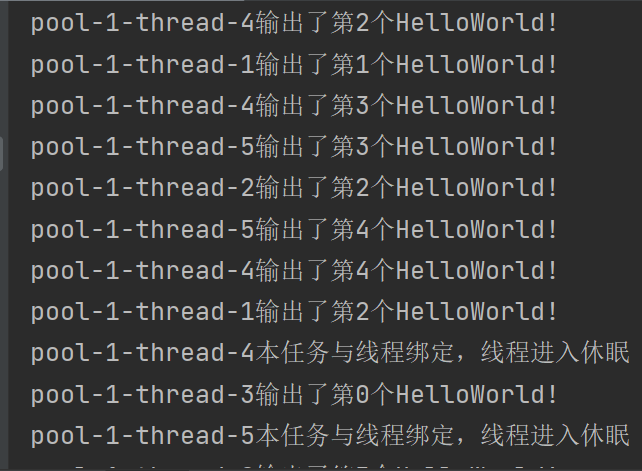 pool-1-thread-4输出了第2个HelloWorld!
pool-1-thread-1输出了第1个HelloWorld!
pool-1-thread-4输出了第3个HelloWorld!
pool-1-thread-5输出了第3个HelloWorld!
pool-1-thread-2输出了第2个HelloWorld!
pool-1-thread-5输出了第4个HelloWorld!
pool-1-thread-4输出了第4个HelloWorld!
pool-1-thread-1输出了第2个HelloWorld!
pool-1-thread-4本任务与线程绑定，线程进入休眠
pool-1-thread-3输出了第0个HelloWorld!
pool-1-thread-5本任务与线程绑定，线程进入休眠